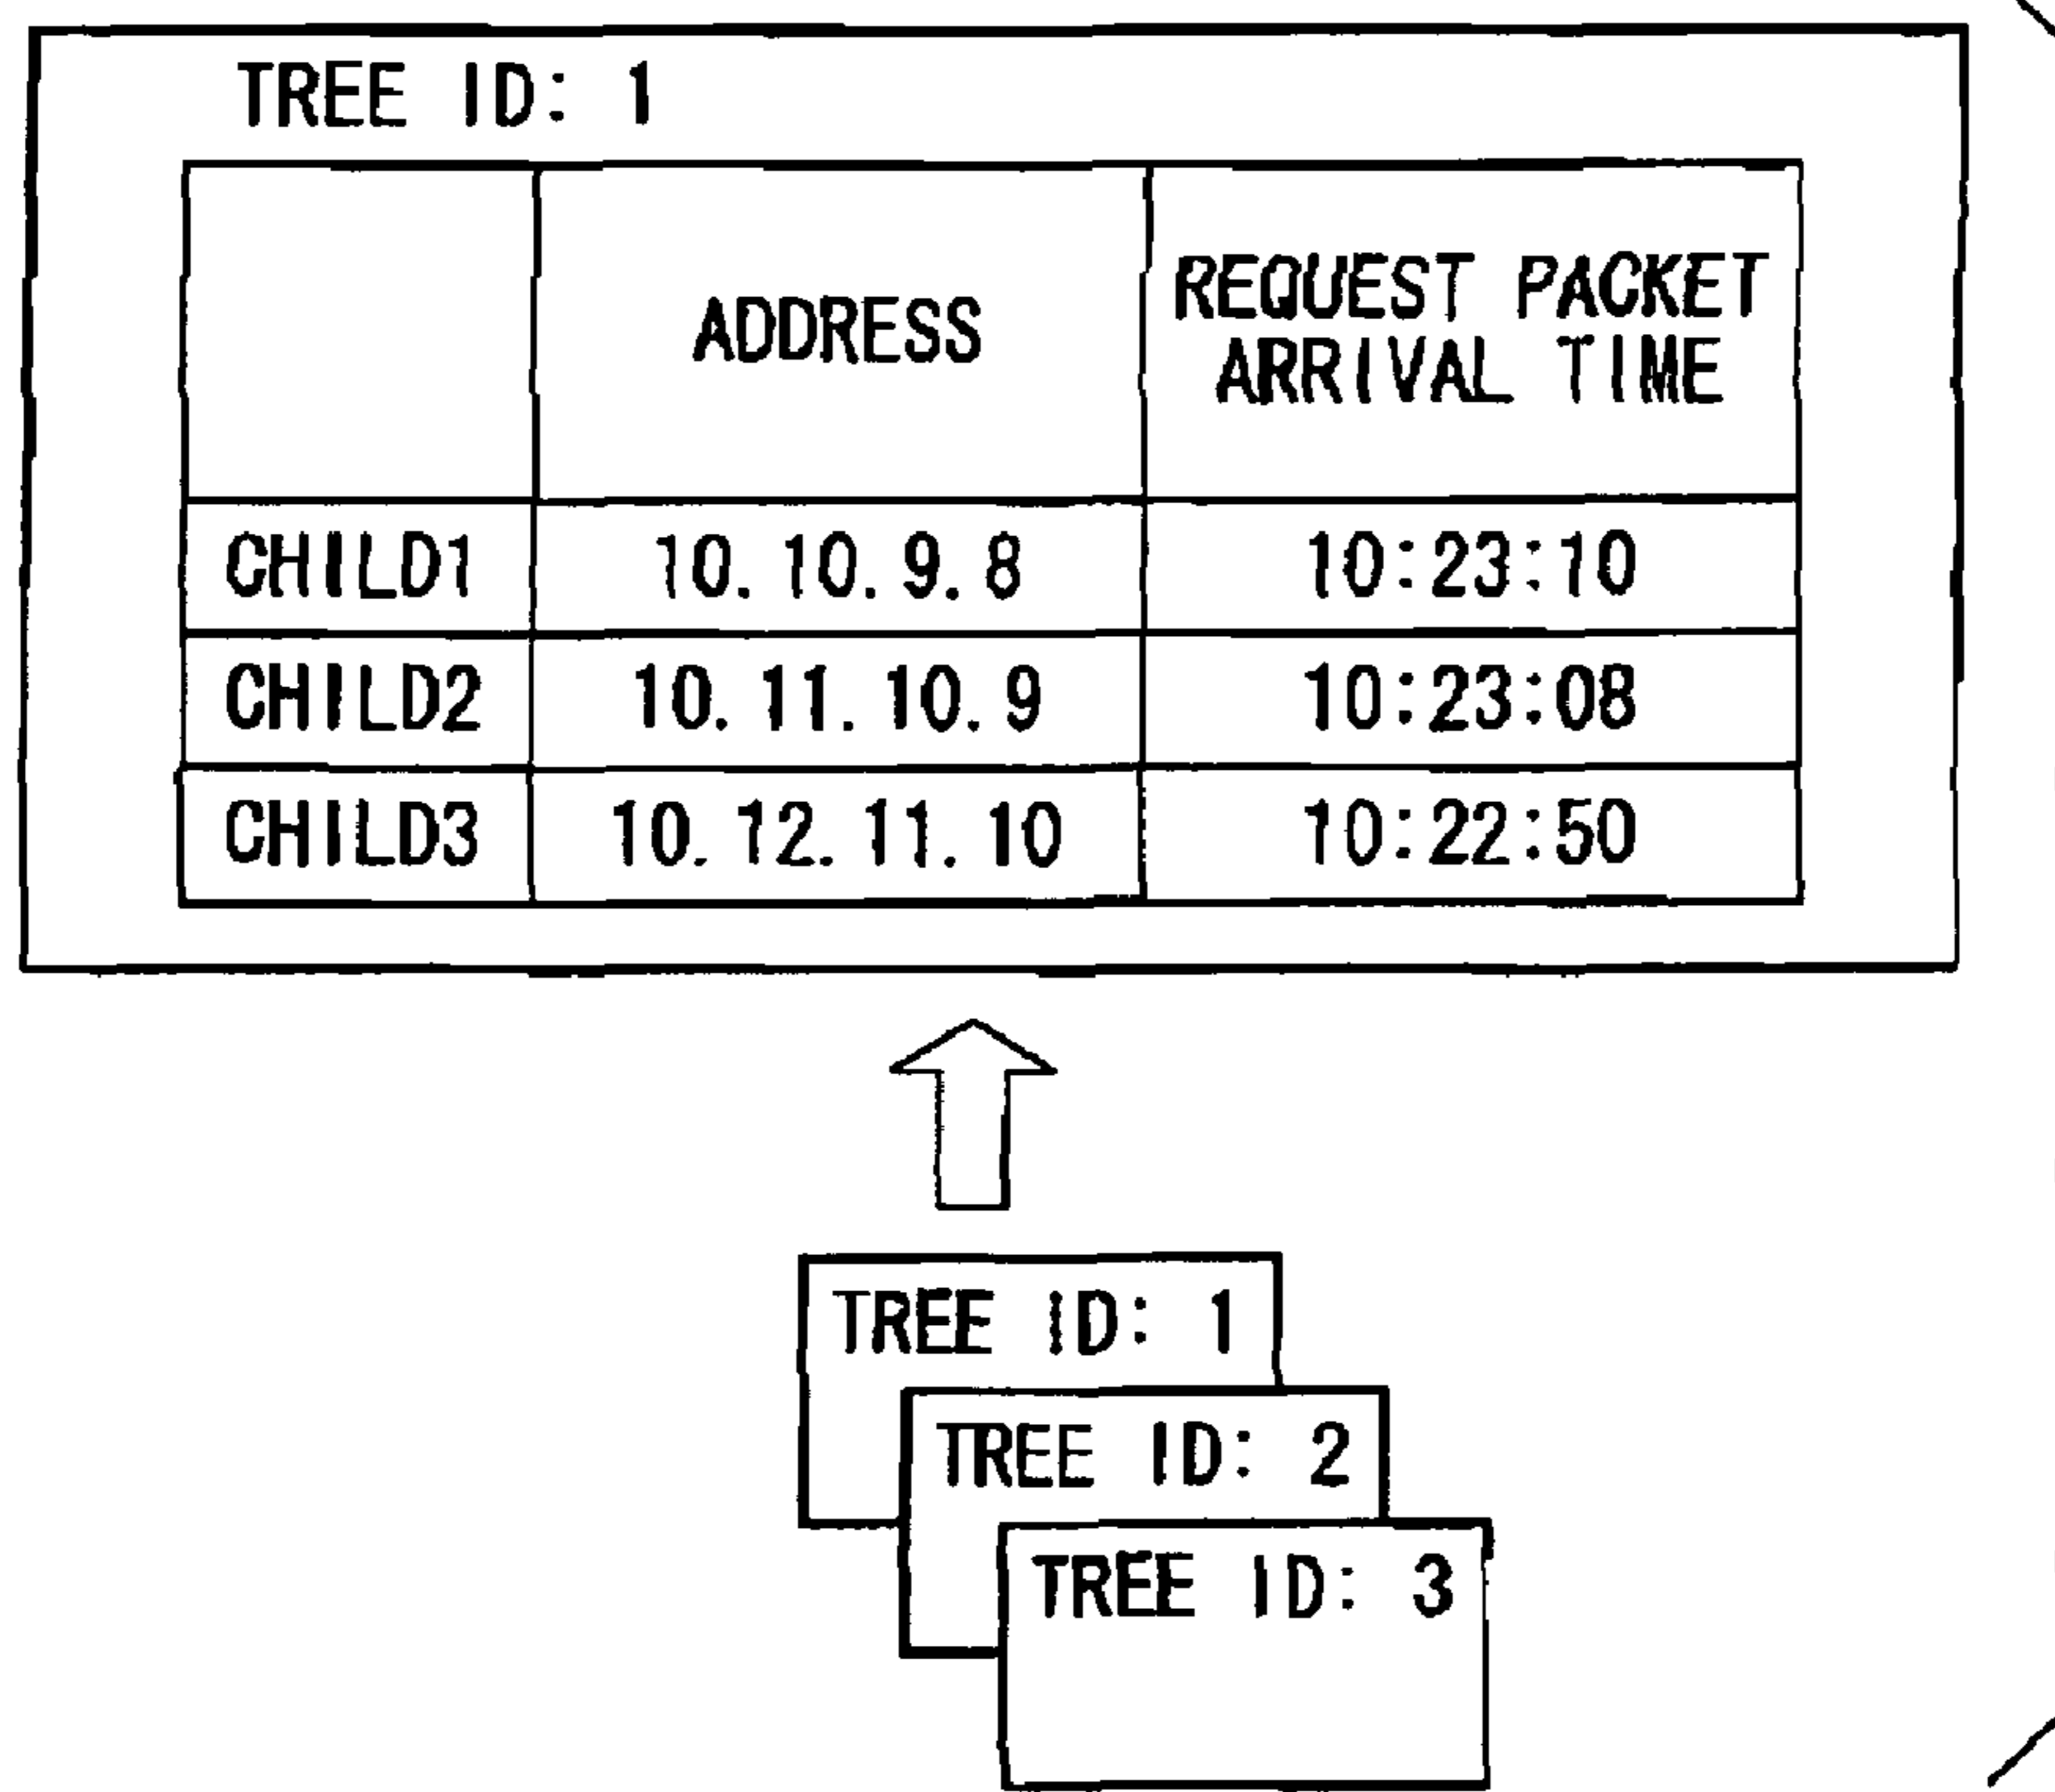 TREE ID: 1
ADDRESS
REQUEST PACKET
ARRIVAL TIME
CHILD1 10.10.9.8 10:23:10
CHILD2 10.11.10.9 10:23:08
CHILD3 10.12.11.10 10:22:50
TREE ID: 1
TREE ID: 2
TREE ID: 3